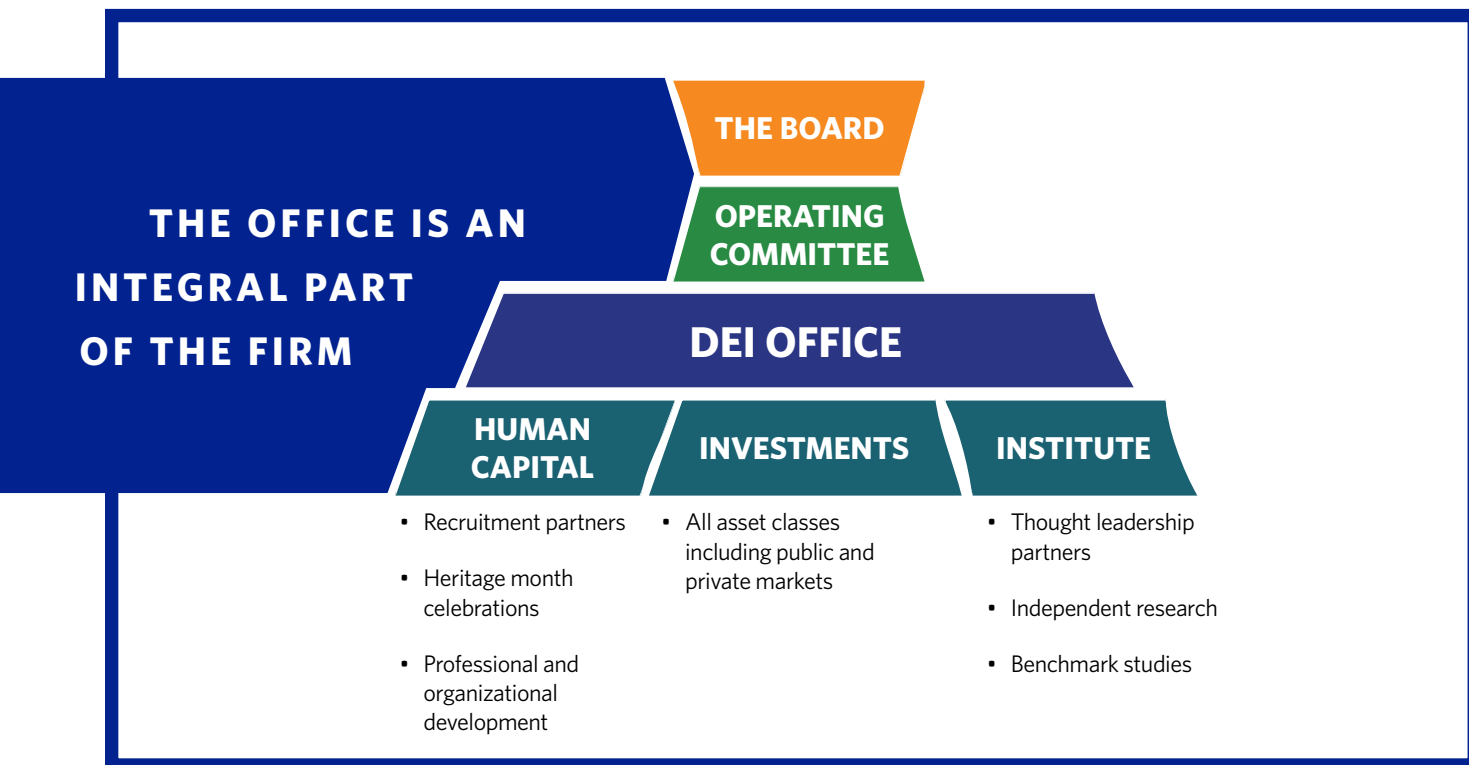 THE OFFICE IS AN
INTEGRAL PART
OF THE FIRM
THE BOARD
OPERATING
COMMITTEE
DEI OFFICE
HUMAN
CAPITAL
• Recruitment partners
• Heritage month
celebrations
• Professional and
organizational
development
INVESTMENTS
• All asset classes
including public and
private markets
INSTITUTE
• Thought leadership
partners
• Independent research
• Benchmark studies